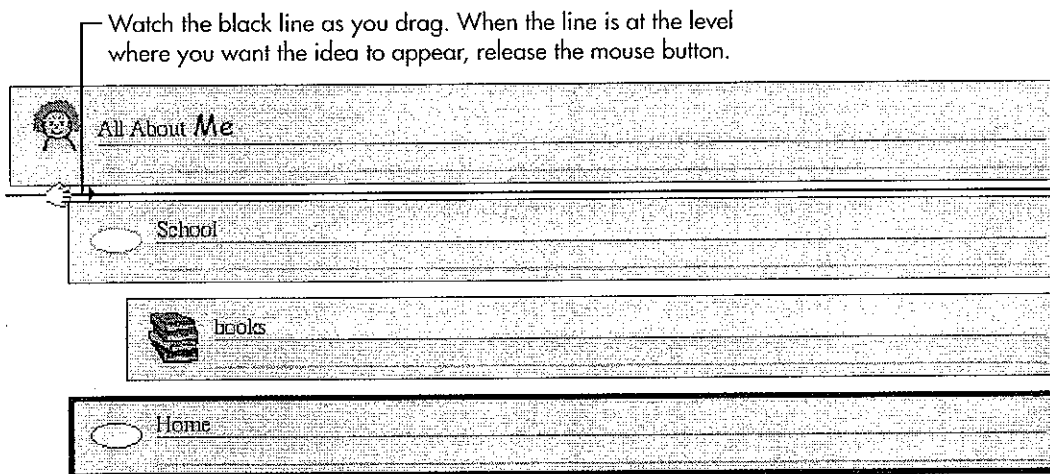 Watch the black line as you drag. When the line is at the level
where you want the idea to appear, release the mouse button.
All About Me
School
books
Home